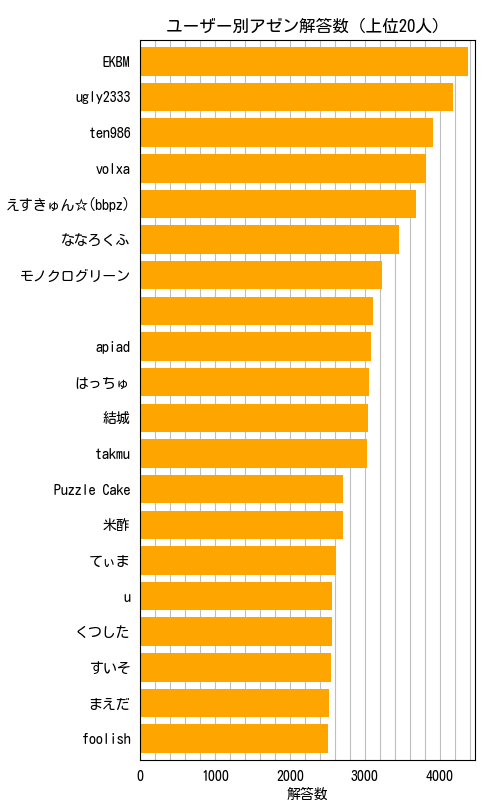 ユーザー別アゼン解答数 (上位20人)
EKBM
ugly2333
ten986
volxa
えすきゅん☆(bbpz)
ななろくふ
モノクログリーン
apiad
はっちゅ
結城
takmu
Puzzle Cake
米酢
てぃま
u
くつした
すいそ
まえだ
foolish
0 1000 2000 3000 4000
解答数